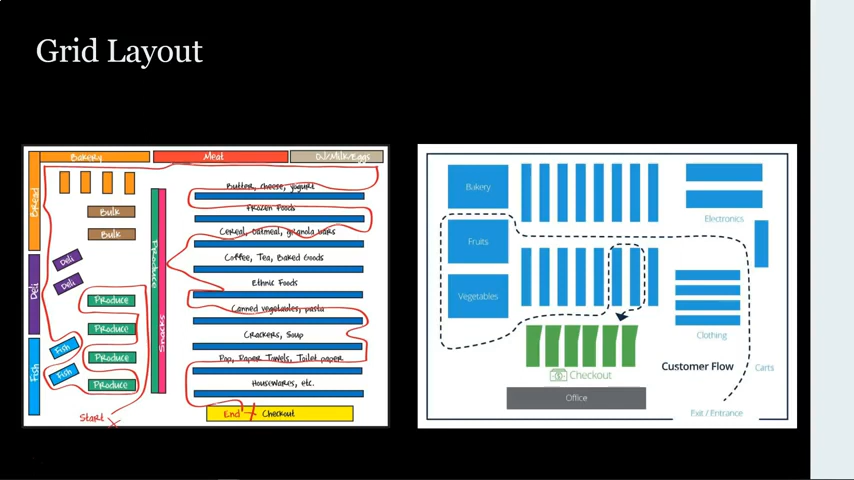 Grid Layout
Bakery
Meat
OJ/Milk/Eggs
Bread
Butter, cheese, yogurt
Frozen Foods
Bulk
Cereal, Oatmeal, granola bars
Bulk
Produce
Coffee, Tea, Baked Goods
Deli
Deli
Deli
Ethnic Foods
Produce
Canned vegetables, pasta
Produce
Snacks
Crackers, Soup
Fish
Produce
Pop, Paper Towels, Toilet paper
Fish
Fish
Produce
Housewares, etc.
Start
End
Checkout
Bakery
Electronics
Fruits
Vegetables
Clothing
Checkout
Customer Flow
Carts
Office
Exit / Entrance